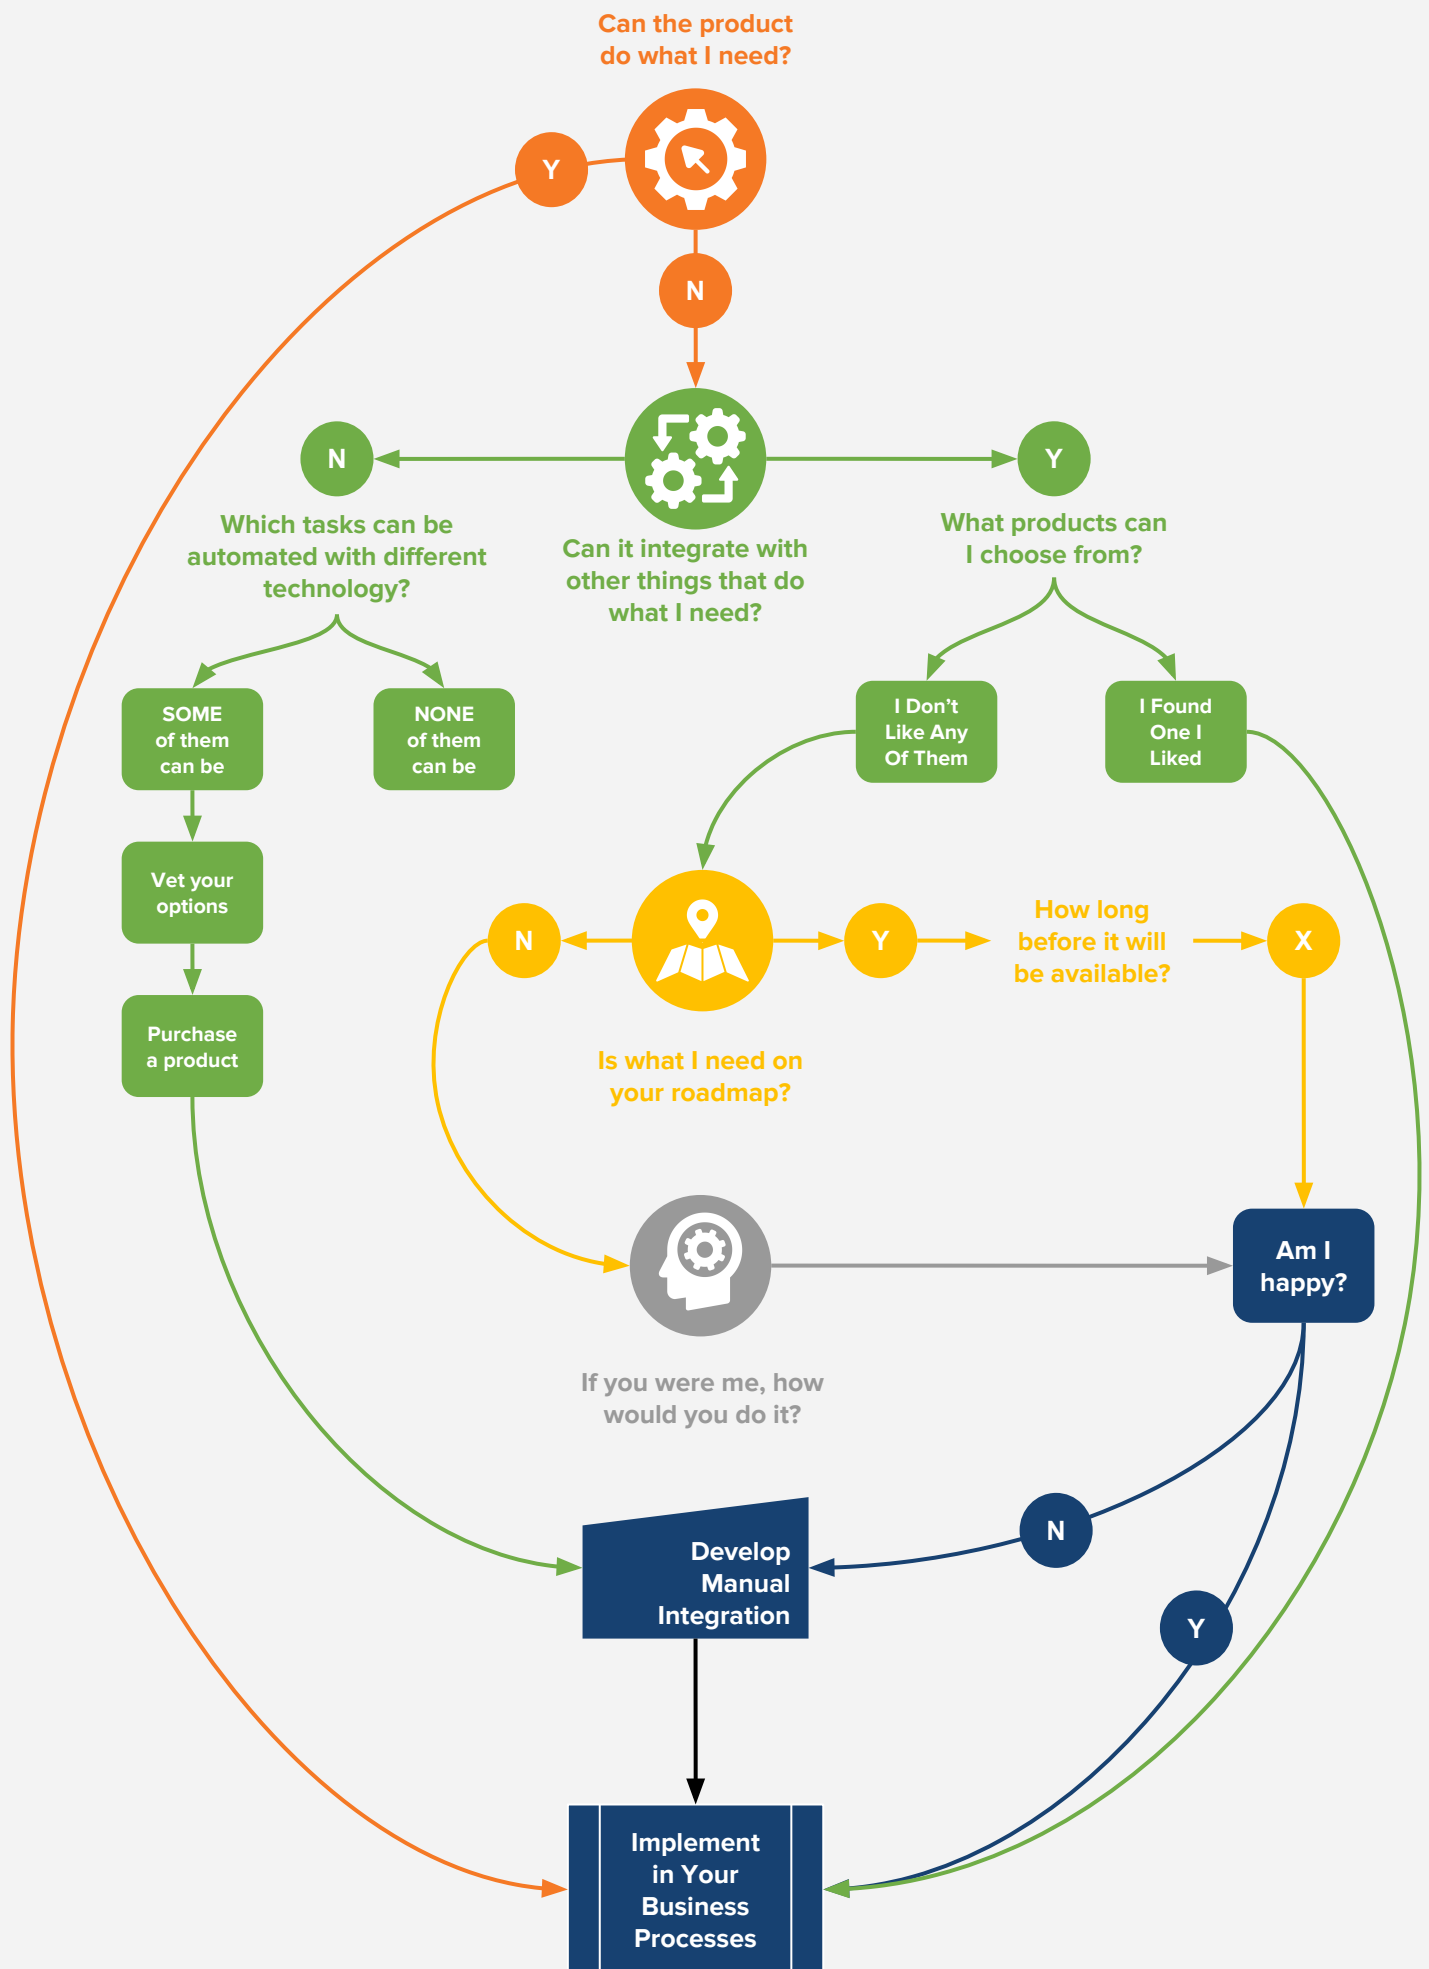 Can the product
do what I need?
Y
N
N
Y
Which tasks can be
automated with different
technology?
Can it integrate with
other things that do
what I need?
What products can
I choose from?
SOME
of them
can be
NONE
of them
can be
I Don’t
Like Any
Of Them
I Found
One I
Liked
Vet your
options
N
Y
How long
before it will
be available?
X
Purchase
a product
Is what I need on
your roadmap?
Am I
happy?
If you were me, how
would you do it?
N
Develop
Manual
Integration
Y
Implement
in Your
Business
Processes